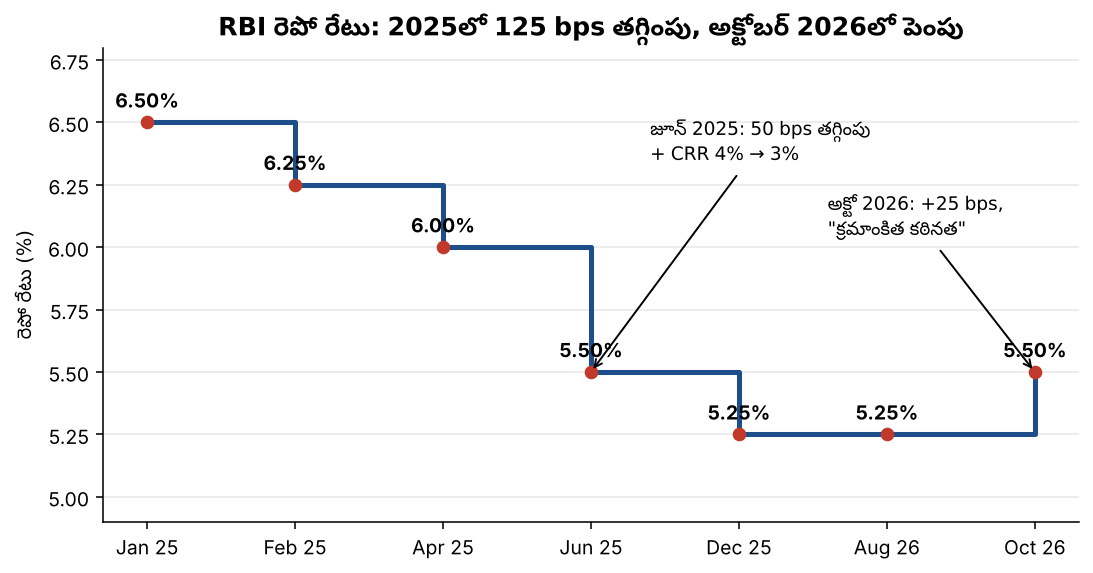 RBI రెపో రేటు: 2025లో 125 bps తగ్గింపు, అక్టోబర్ 2026లో పెంపు
రెపో రేటు (%)
6.75
6.50
6.25
6.00
5.75
5.50
5.25
5.00
6.50%
6.25%
6.00%
5.50%
5.25%
5.25%
5.50%
జూన్ 2025: 50 bps తగ్గింపు
+ CRR 4% → 3%
అక్టో 2026: +25 bps,
"క్రమాంకిత కఠినత"
Jan 25
Feb 25
Apr 25
Jun 25
Dec 25
Aug 26
Oct 26